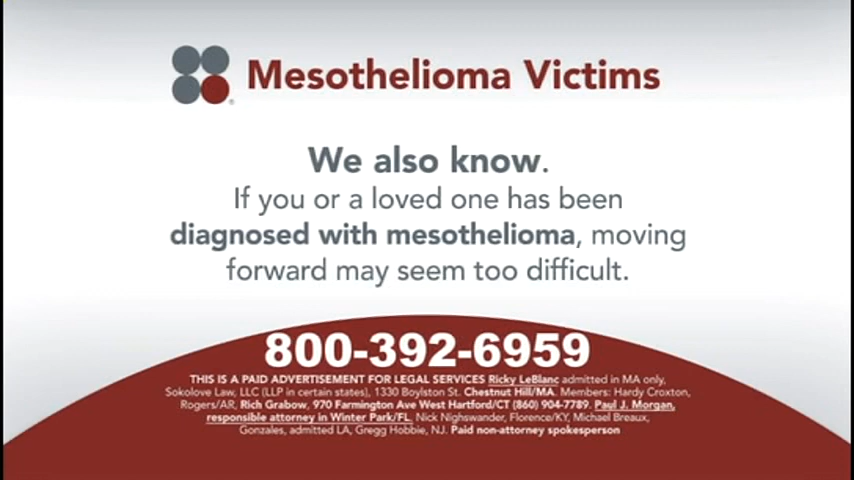 Mesothelioma Victims
We also know.
If you or a loved one has been
diagnosed with mesothelioma, moving
forward may seem too difficult.
800-392-6959
THIS IS A PAID ADVERTISEMENT FOR LEGAL SERVICES Ricky LeBlanc admitted in MA only,
Sokolove Law, LLC (LLP in certain states), 1330 Boylston St. Chestnut Hill/MA. Members: Hardy Croxton,
Rogers/AR, Rich Grabow, 970 Farmington Ave West Hartford/CT (860) 904-7789. Paul J. Morgan,
responsible attorney in Winter Park/FL, Nick Nighswander, Florence/KY, Michael Breaux,
Gonzales, admitted LA, Gregg Hobbie, NJ. Paid non-attorney spokesperson